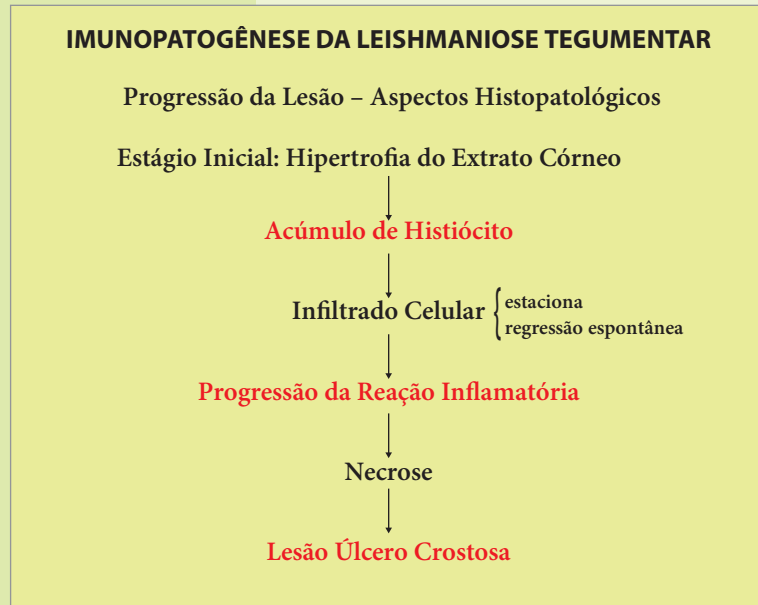 IMUNOPATOGÊNESE DA LEISHMANIOSE TEGUMENTAR
Progressão da Lesão – Aspectos Histopatológicos
Estágio Inicial: Hipertrofia do Extrato Córneo
Acúmulo de Histiócito
Infiltrado Celular { estaciona
regressão espontânea
Progressão da Reação Inflamatória
Necrose
Lesão Úlcero Crostosa